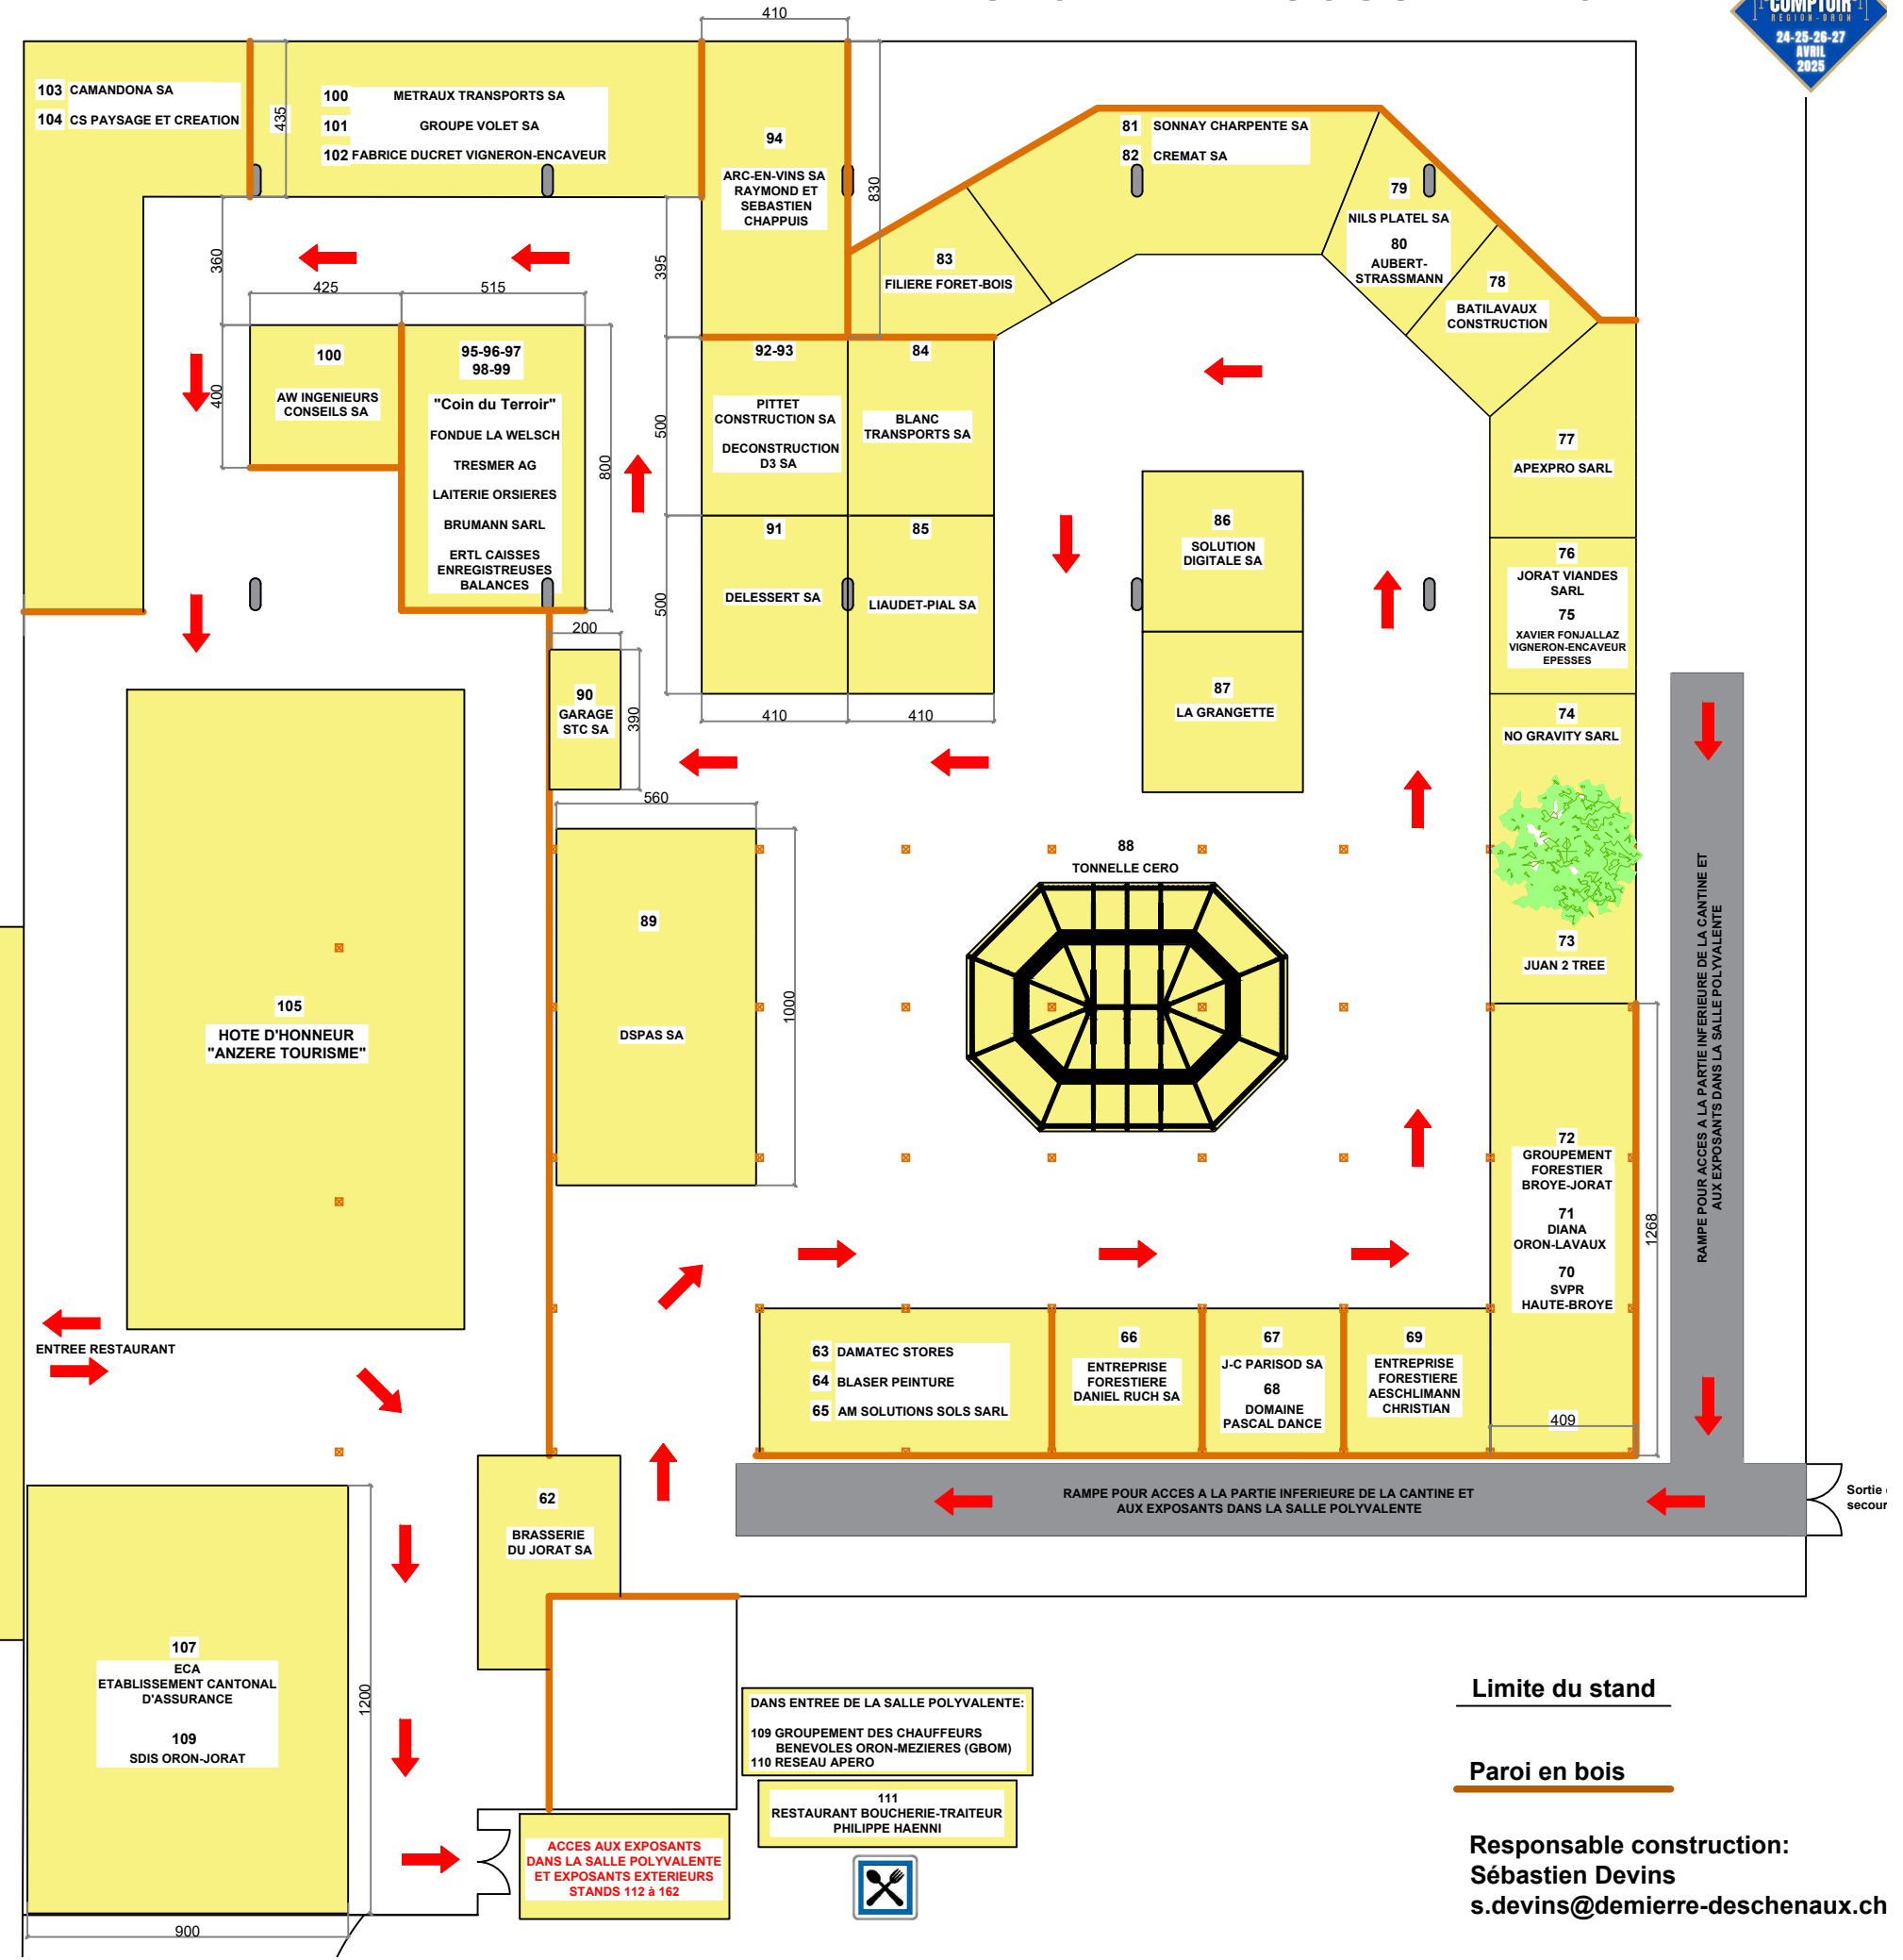 COMPTOIR
REGION-ORON
24-25-26-27
AVRIL
2025
410
103 CAMANDONA SA
104 CS PAYSAGE ET CREATION
435
100 METRAUX TRANSPORTS SA
101 GROUPE VOLET SA
102 FABRICE DUCRET VIGNERON-ENCAVEUR
94
ARC-EN-VINS SA
RAYMOND ET
SEBASTIEN
CHAPPUIS
830
81 SONNAY CHARPENTE SA
82 CREMAT SA
79
NILS PLATEL SA
80
AUBERT-
STRASSMANN
83
FILIERE FORET-BOIS
78
BATILAVAUX
CONSTRUCTION
360
395
425
515
100
AW INGENIEURS
CONSEILS SA
400
95-96-97
98-99
"Coin du Terroir"
FONDUE LA WELSCH
TRESMER AG
LAITERIE ORSIERES
BRUMANN SARL
ERTL CAISSES
ENREGISTREUSES
BALANCES
800
500
92-93
PITTET
CONSTRUCTION SA
DECONSTRUCTION
D3 SA
84
BLANC
TRANSPORTS SA
77
APEXPRO SARL
91
DELESSERT SA
500
85
LIAUDET-PIAL SA
86
SOLUTION
DIGITALE SA
76
JORAT VIANDES
SARL
75
XAVIER FONJALLAZ
VIGNERON-ENCAVEUR
EPESSES
200
90
GARAGE
STC SA
390
410
410
87
LA GRANGETTE
74
NO GRAVITY SARL
560
88
TONNELLE CERO
89
DSPAS SA
1000
73
JUAN 2 TREE
105
HOTE D'HONNEUR
"ANZERE TOURISME"
RAMPE POUR ACCES A LA PARTIE INFERIEURE DE LA CANTINE ET
AUX EXPOSANTS DANS LA SALLE POLYVALENTE
72
GROUPEMENT
FORESTIER
BROYE-JORAT
71
DIANA
ORON-LAVAUX
70
SVPR
HAUTE-BROYE
1268
409
ENTREE RESTAURANT
63 DAMATEC STORES
64 BLASER PEINTURE
65 AM SOLUTIONS SOLS SARL
66
ENTREPRISE
FORESTIERE
DANIEL RUCH SA
67
J-C PARISOD SA
68
DOMAINE
PASCAL DANCE
69
ENTREPRISE
FORESTIERE
AESCHLIMANN
CHRISTIAN
RAMPE POUR ACCES A LA PARTIE INFERIEURE DE LA CANTINE ET
AUX EXPOSANTS DANS LA SALLE POLYVALENTE
Sortie
62
BRASSERIE
DU JORAT SA
107
ECA
ETABLISSEMENT CANTONAL
D'ASSURANCE
109
SDIS ORON-JORAT
1200
900
DANS ENTREE DE LA SALLE POLYVALENTE:
109 GROUPEMENT DES CHAUFFEURS
BENEVOLES ORON-MEZIERES (GBOM)
110 RESEAU APERO
111
RESTAURANT BOUCHERIE-TRAITEUR
PHILIPPE HAENNI
ACCES AUX EXPOSANTS
DANS LA SALLE POLYVALENTE
ET EXPOSANTS EXTERIEURS
STANDS 112 à 162
Limite du stand
Paroi en bois
Responsable construction:
Sébastien Devins
s.devins@demierre-deschenaux.ch